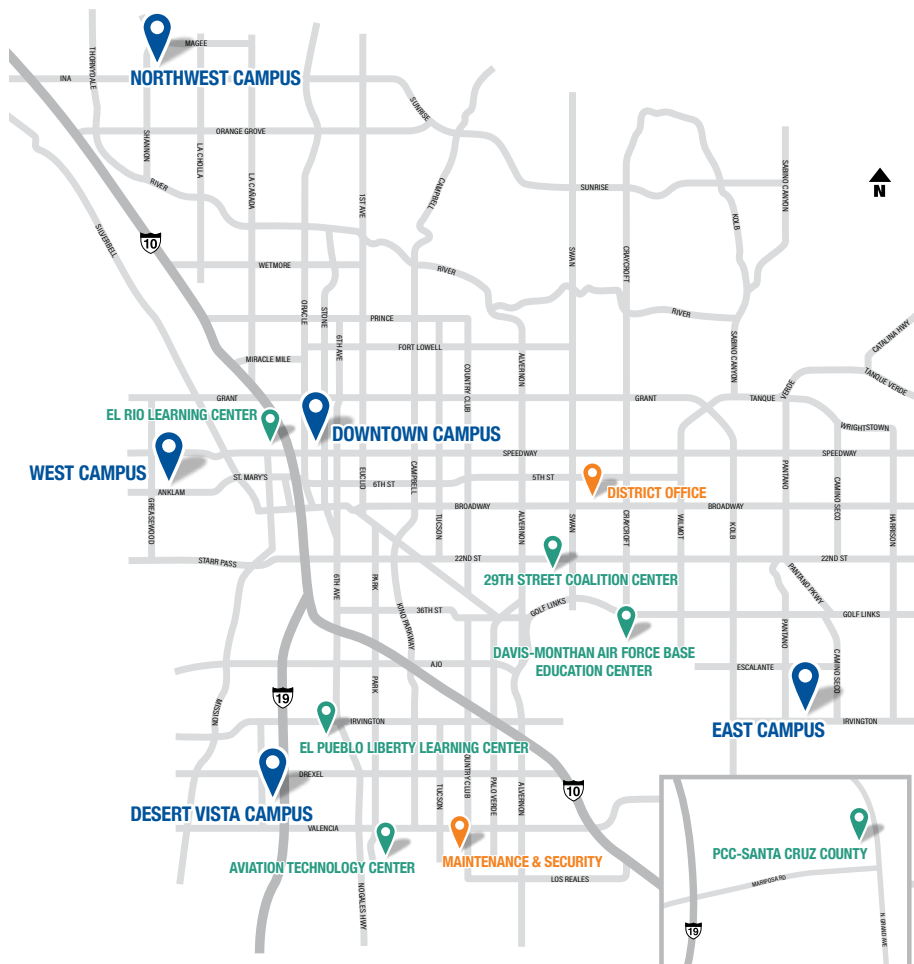 MAGEE
THORNYDALE
NORTHWEST CAMPUS
INA
SUNRISE
ORANGE GROVE
SHANNON
LA CHOLLA
LA CAÑADA
RIVER
1ST AVE
CAMPBELL
SUNRISE
SABINO CANYON
N
KOLB
SILVERBELL
10
WETMORE
RIVER
SWAN
CRAYCROFT
ORACLE
STONE
PRINCE
RIVER
6TH AVE
FORT LOWELL
SABINO CANYON
CATALINA HWY
MIRACLE MILE
ALVERNON
COUNTRY CLUB
TANQUE VERDE
GRANT
GRANT
TANQUE
VERDE
EL RIO LEARNING CENTER
DOWNTOWN CAMPUS
WRIGHTSTOWN
SPEEDWAY
SPEEDWAY
WEST CAMPUS
ST. MARY'S
EUCLID
6TH ST
CAMPBELL
5TH ST
PANTANO
CAMINO SECO
ANKLAM
DISTRICT OFFICE
GREASEWOOD
BROADWAY
BROADWAY
TUCSON
ALVERNON
SWAN
CRAYCROFT
WILMOT
KOLB
HARRISON
STARR PASS
22ND ST
22ND ST
29TH STREET COALITION CENTER
PANTANO PKWY
6TH AVE
PARK
KINO PARKWAY
36TH ST
GOLF LINKS
GOLF LINKS
DAVIS-MONTHAN AIR FORCE BASE
EDUCATION CENTER
PANTANO
CAMINO SECO
AJO
ESCALANTE
19
MISSION
PARK
IRVINGTON
EAST CAMPUS
IRVINGTON
EL PUEBLO LIBERTY LEARNING CENTER
DREXEL
10
DESERT VISTA CAMPUS
TUCSON
COUNTRY CLUB
PALO VERDE
ALVERNON
VALENCIA
AVIATION TECHNOLOGY CENTER
MAINTENANCE & SECURITY
LOS REALES
NOGALES HWY
PCC-SANTA CRUZ COUNTY
MARIPOSA RD
N. GRAND AVE
19